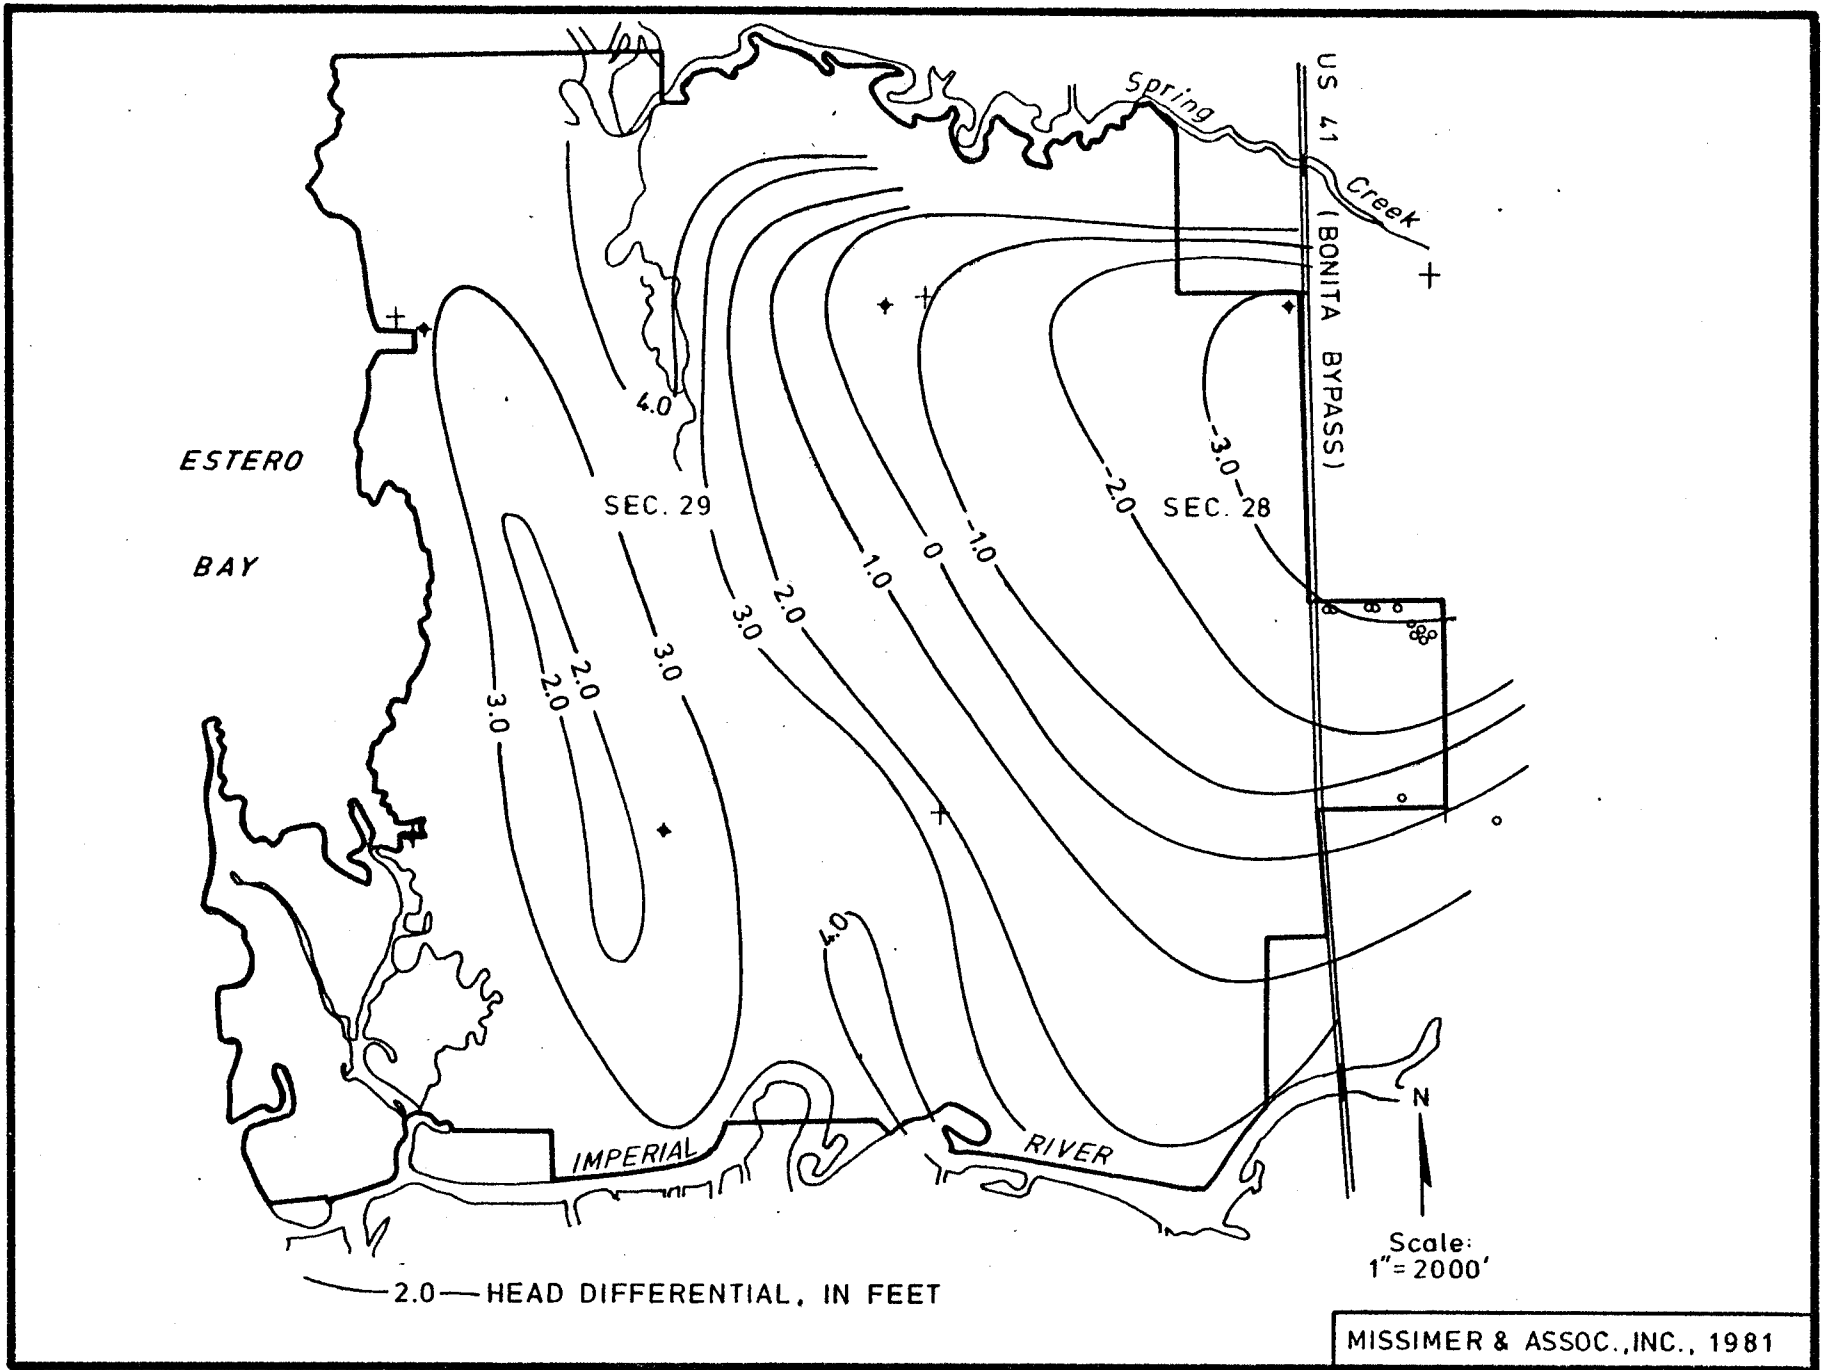 Spring
Creek
US 41 (BONITA BYPASS)
4.0
ESTERO
BAY
SEC. 29
SEC. 28
-3.0
-2.0
-1.0
0
1.0
2.0
3.0
3.0
2.0
2.0
3.0
4.0
IMPERIAL
RIVER
N
Scale:
1"=2000'
2.0 HEAD DIFFERENTIAL, IN FEET
MISSIMER & ASSOC.,INC., 1981